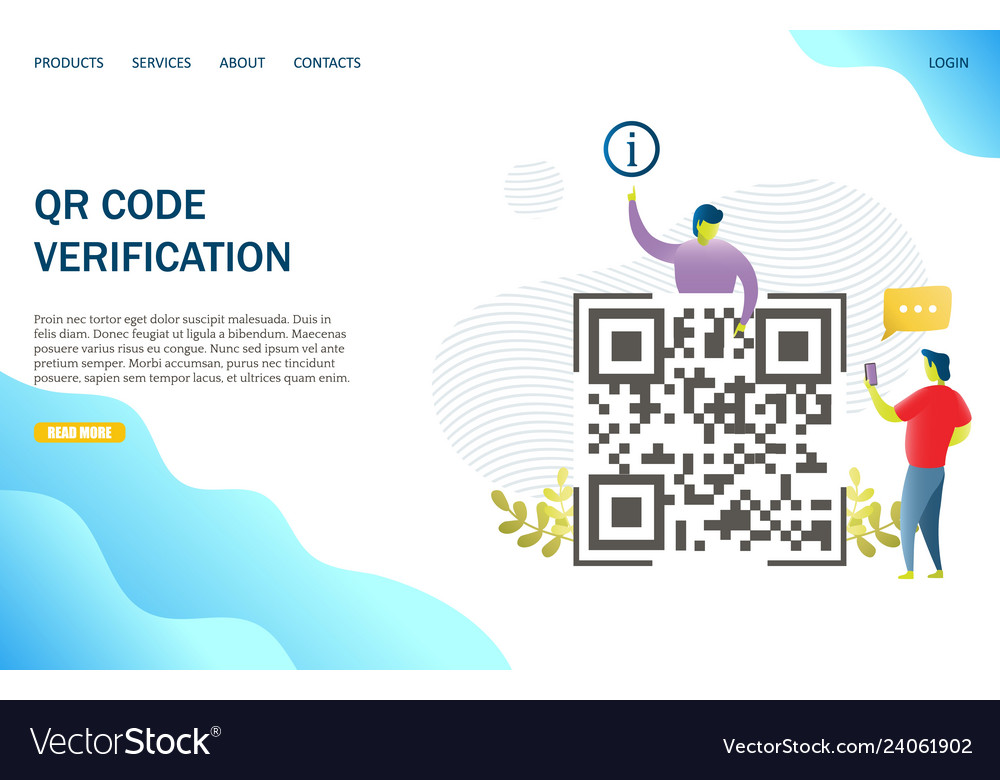 PRODUCTS SERVICES ABOUT CONTACTS LOGIN
i
QR CODE
VERIFICATION
Proin nec tortor eget dolor suscipit malesuada. Duis in
felis diam. Donec feugiat ut ligula a bibendum. Maecenas
posuere varius risus eu congue. Nunc sed ipsum vel ante
pretium semper. Morbi accumsan, purus nec tincidunt
posuere, sapien sem tempor lacus, et ultrices quam enim.
READ MORE
VectorStock®
VectorStock.com/24061902